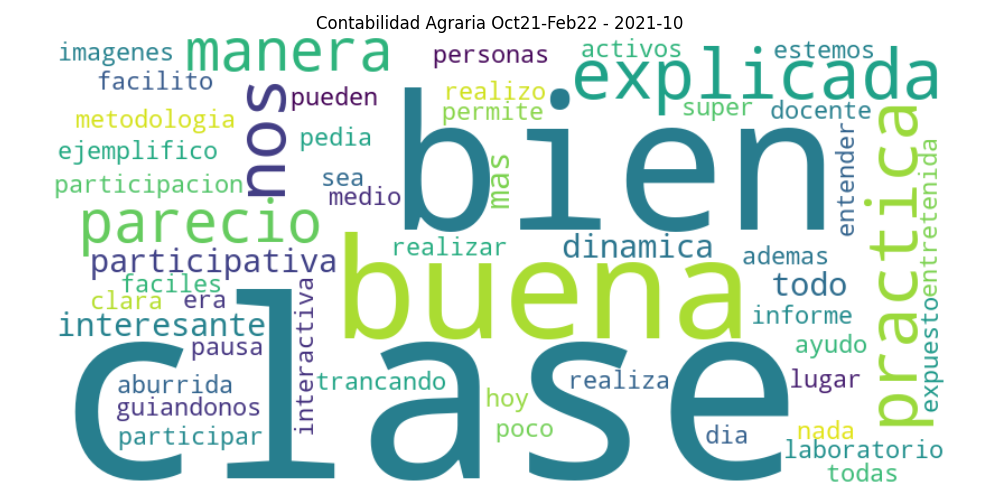 Contabilidad Agraria Oct21-Feb22 - 2021-10
imagenes
manera
personas
activos
estemos
facilito
nos
pueden
realizo
explicada
metodologia
permite
super
docente
ejemplifico
pedia
bien
practica
participacion
sea
medio
mas
entender
entretenida
parecio
realizar
dinamica
ademas
participativa
buena
todo
faciles
clara
era
interactiva
informe
interesante
clase
pausa
ayudo
expuesto
aburrida
trancando
realiza
lugar
guiandonos
hoy
participar
poco
dia
nada
laboratorio
todas